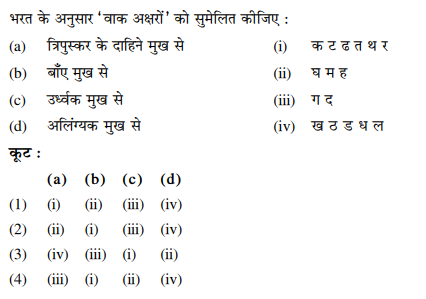 भरत के अनुसार ‘वाक अक्षरों’ को सुमेलित कीजिए :
(a) त्रिपुस्कर के दाहिने मुख से (i) क ट ढ त थ र
(b) बाँए मुख से (ii) घ म ह
(c) उर्ध्वक मुख से (iii) ग द
(d) अलिंग्यक मुख से (iv) ख ठ ड ध ल
कूट :
(a) (b) (c) (d)
(1) (i) (ii) (iii) (iv)
(2) (ii) (i) (iii) (iv)
(3) (iv) (iii) (i) (ii)
(4) (iii) (i) (ii) (iv)